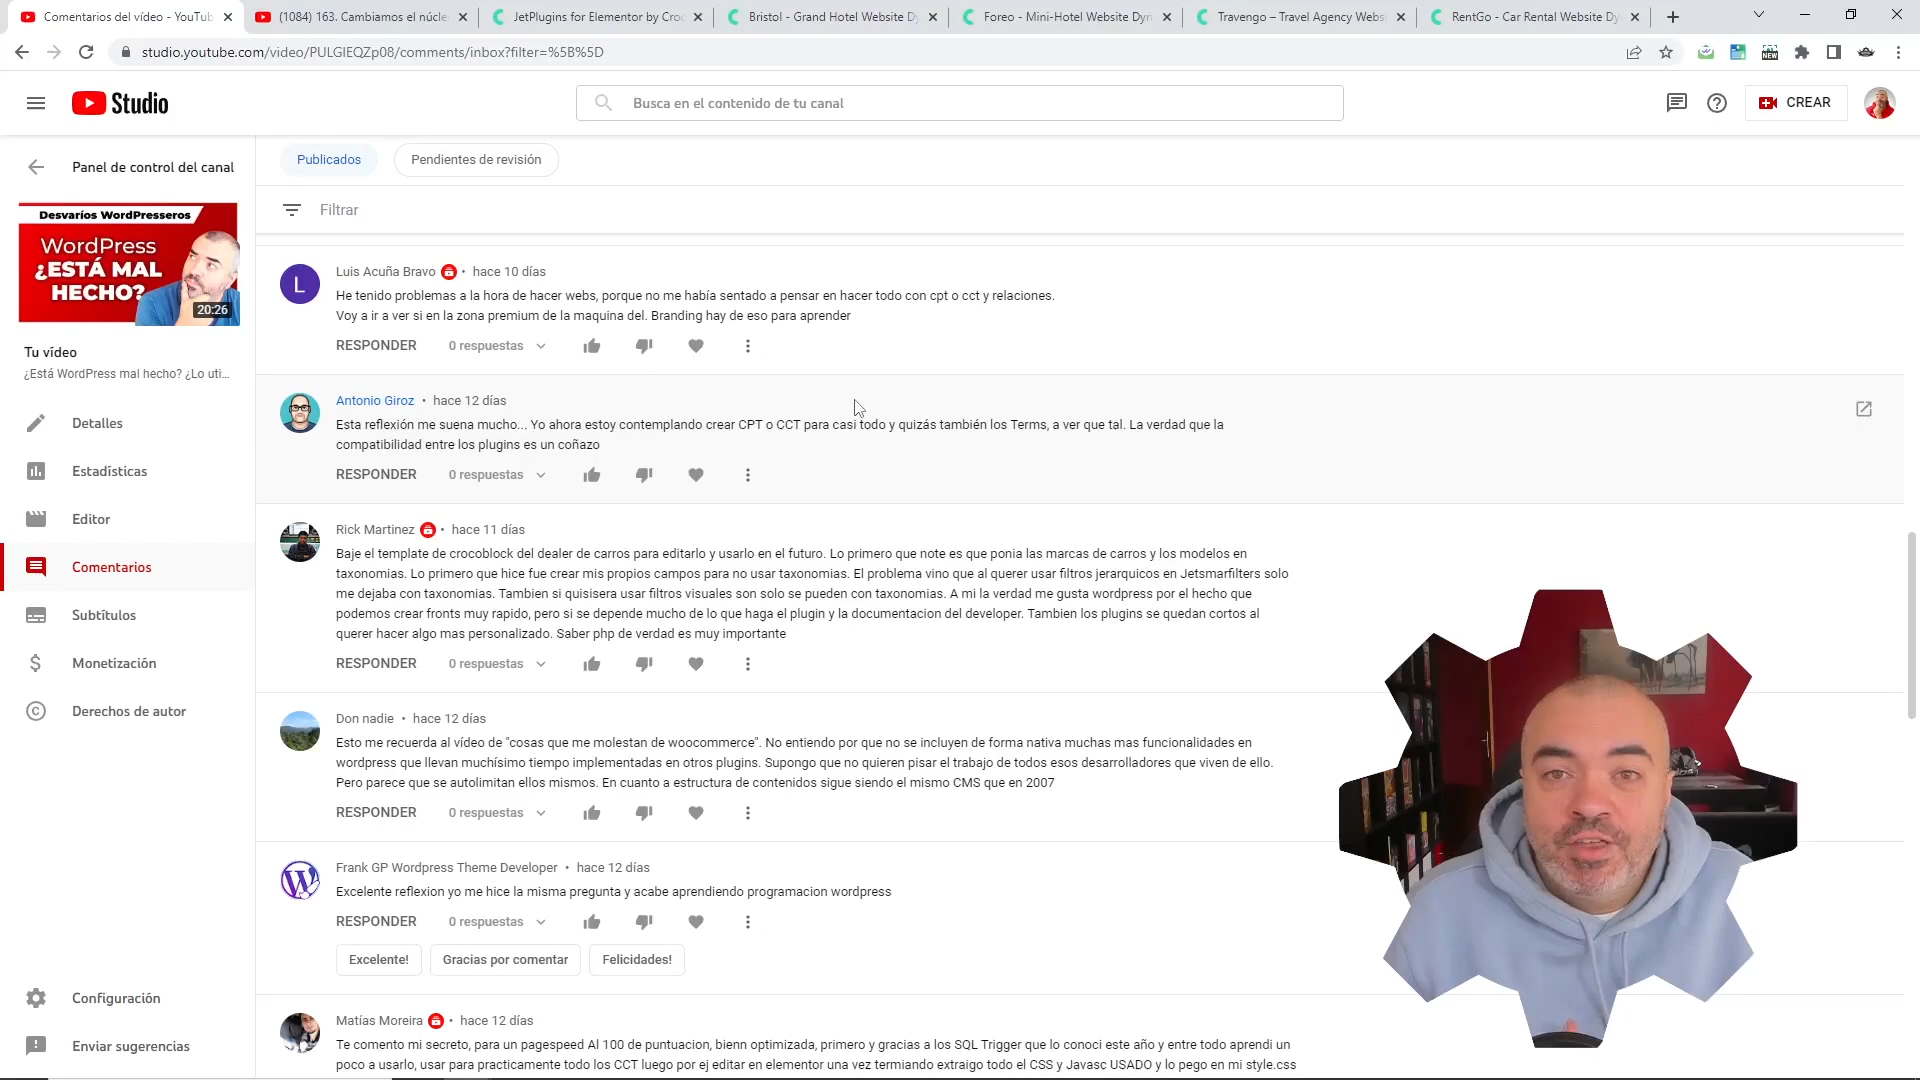 Comentarios del vídeo - YouTub
(1084) 163. Cambiamos el núcle
JetPlugins for Elementor by Croc
Bristol - Grand Hotel Website Dy
Foreo - Mini-Hotel Website Dyn
Travengo – Travel Agency Webs
RentGo - Car Rental Website Dy
studio.youtube.com/video/PULGIEQZp08/comments/inbox?filter=%5B%5D
NEW
Studio
Busca en el contenido de tu canal
CREAR
Panel de control del canal
Publicados
Pendientes de revisión
Filtrar
Desvaríos WordPresseros
WordPress
¿ESTÁ MAL
HECHO?
20:26
Tu vídeo
¿Está WordPress mal hecho? ¿Lo uti...
Detalles
Estadísticas
Editor
Comentarios
Subtítulos
Monetización
Derechos de autor
Configuración
Enviar sugerencias
L
Luis Acuña Bravo • hace 10 días
He tenido problemas a la hora de hacer webs, porque no me había sentado a pensar en hacer todo con cpt o cct y relaciones.
Voy a ir a ver si en la zona premium de la maquina del. Branding hay de eso para aprender
RESPONDER 0 respuestas
Antonio Giroz • hace 12 días
Esta reflexión me suena mucho... Yo ahora estoy contemplando crear CPT o CCT para casi todo y quizás también los Terms, a ver que tal. La verdad que la
compatibilidad entre los plugins es un coñazo
RESPONDER 0 respuestas
Rick Martinez • hace 11 días
Baje el template de crocoblock del dealer de carros para editarlo y usarlo en el futuro. Lo primero que note es que ponia las marcas de carros y los modelos en
taxonomias. Lo primero que hice fue crear mis propios campos para no usar taxonomias. El problema vino que al querer usar filtros jerarquicos en Jetsmarfilters solo
me dejaba con taxonomias. Tambien si quisisera usar filtros visuales son solo se pueden con taxonomias. A mi la verdad me gusta wordpress por el hecho que
podemos crear fronts muy rapido, pero si se depende mucho de lo que haga el plugin y la documentacion del developer. Tambien los plugins se quedan cortos al
querer hacer algo mas personalizado. Saber php de verdad es muy importante
RESPONDER 0 respuestas
Don nadie • hace 12 días
Esto me recuerda al vídeo de "cosas que me molestan de woocommerce". No entiendo por que no se incluyen de forma nativa muchas mas funcionalidades en
wordpress que llevan muchísimo tiempo implementadas en otros plugins. Supongo que no quieren pisar el trabajo de todos esos desarrolladores que viven de ello.
Pero parece que se autolimitan ellos mismos. En cuanto a estructura de contenidos sigue siendo el mismo CMS que en 2007
RESPONDER 0 respuestas
Frank GP Wordpress Theme Developer • hace 12 días
Excelente reflexion yo me hice la misma pregunta y acabe aprendiendo programacion wordpress
RESPONDER 0 respuestas
Excelente! Gracias por comentar Felicidades!
Matías Moreira • hace 12 días
Te comento mi secreto, para un pagespeed Al 100 de puntuacion, bienn optimizada, primero y gracias a los SQL Trigger que lo conoci este año y entre todo aprendi un
poco a usarlo, usar para practicamente todo los CCT luego por ej editar en elementor una vez termiando extraigo todo el CSS y Javasc USADO y lo pego en mi style.css